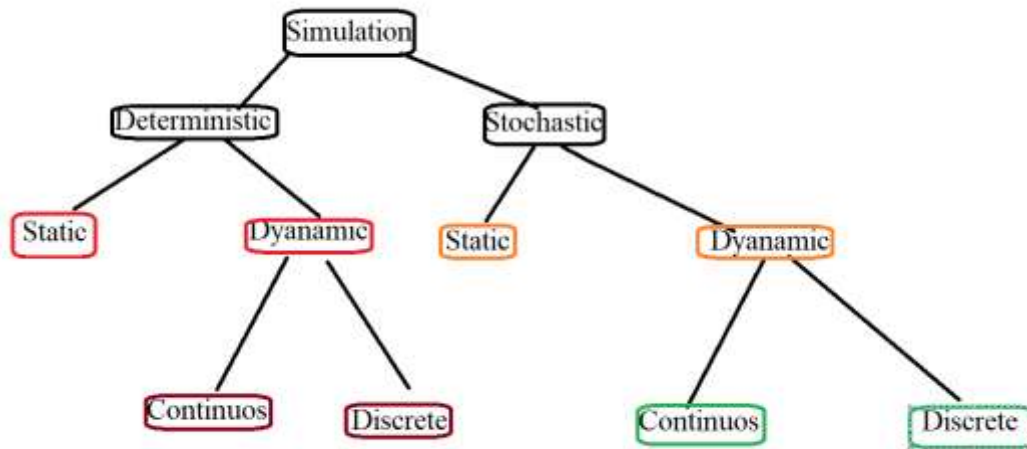 Simulation
Deterministic
Stochastic
Static
Dyanamic
Static
Dyanamic
Continuos
Discrete
Continuos
Discrete